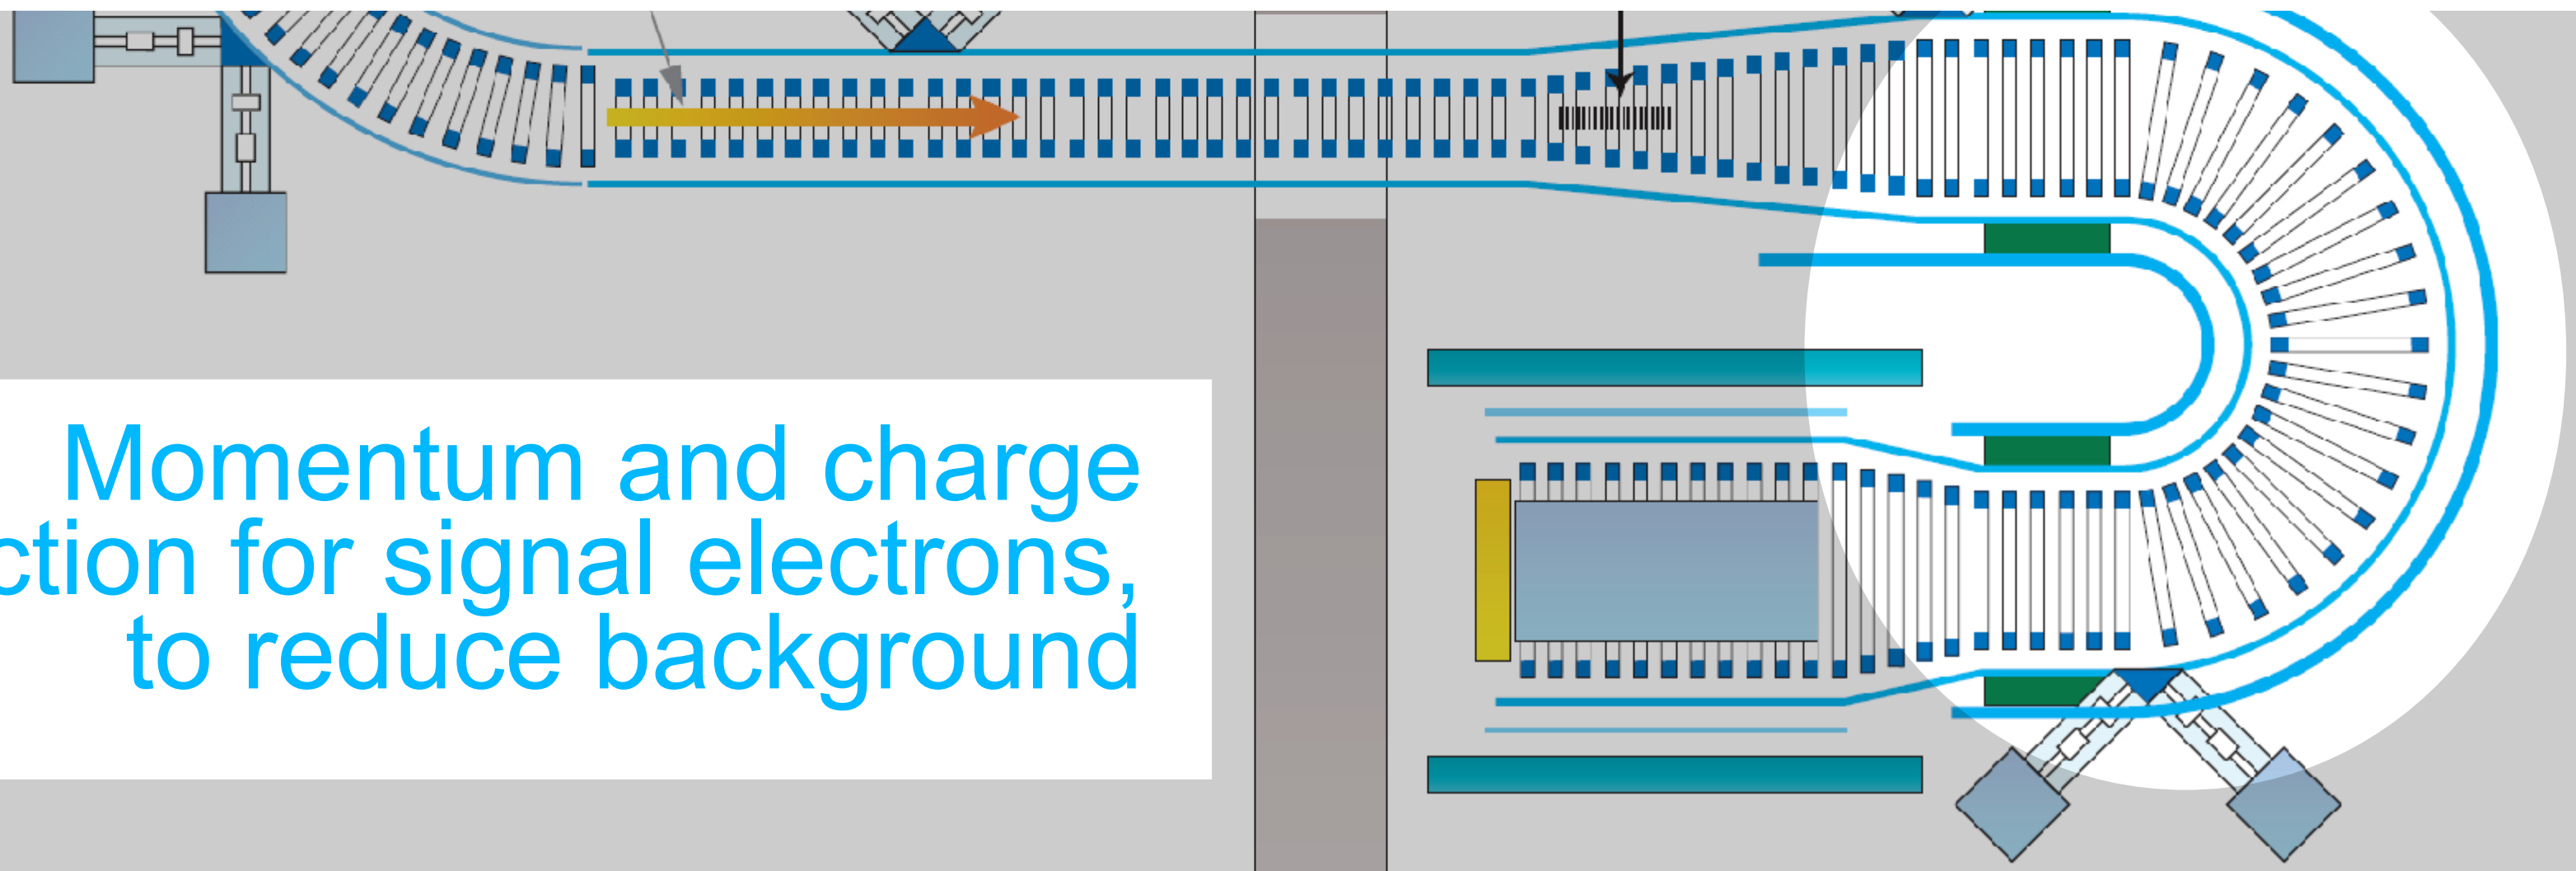 Momentum and charge
ction for signal electrons,
to reduce background